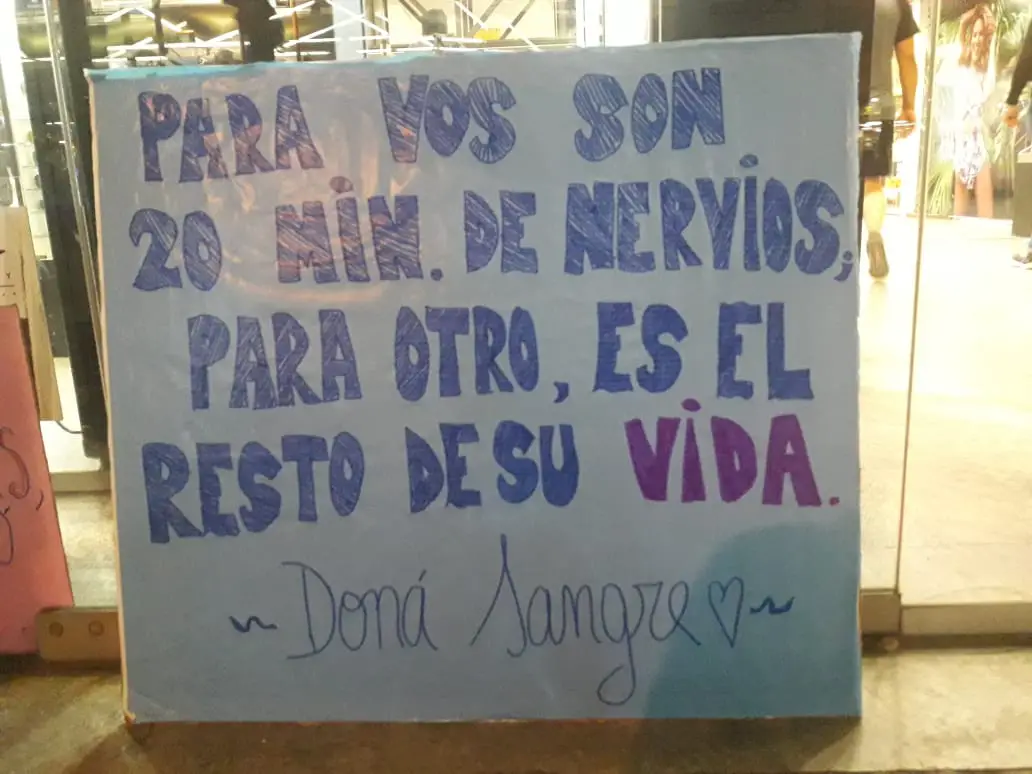 PARA VOS SON
20 MiN. DE NERViOS;
PARA OTRO, ES EL
RESTO DE SU ViDA.
~ Doná Sangre ♡ ~